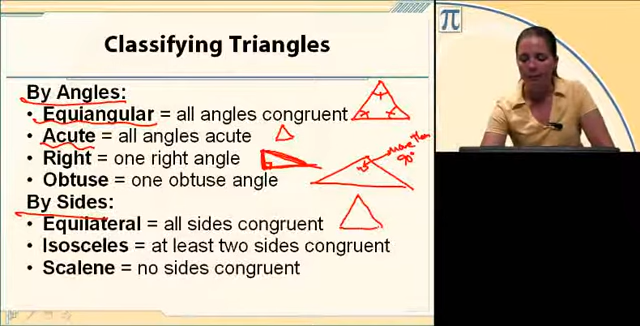 Classifying Triangles
π
By Angles:
• Equiangular = all angles congruent
• Acute = all angles acute
• Right = one right angle
• Obtuse = one obtuse angle
more than
90°
By Sides:
• Equilateral = all sides congruent
• Isosceles = at least two sides congruent
• Scalene = no sides congruent